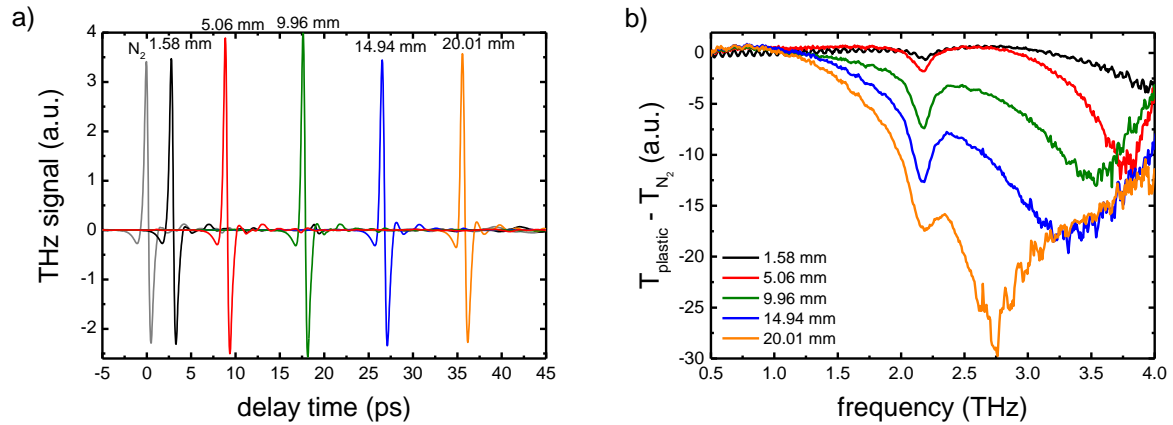 a)
N₂ 1.58 mm 5.06 mm 9.96 mm 14.94 mm 20.01 mm
4
3
2
1
0
-1
-2
THz signal (a.u.)
-5 0 5 10 15 20 25 30 35 40 45
delay time (ps)
b)
5
0
-5
-10
-15
-20
-25
-30
T_plastic - T_N₂ (a.u.)
1.58 mm
5.06 mm
9.96 mm
14.94 mm
20.01 mm
0.5 1.0 1.5 2.0 2.5 3.0 3.5 4.0
frequency (THz)